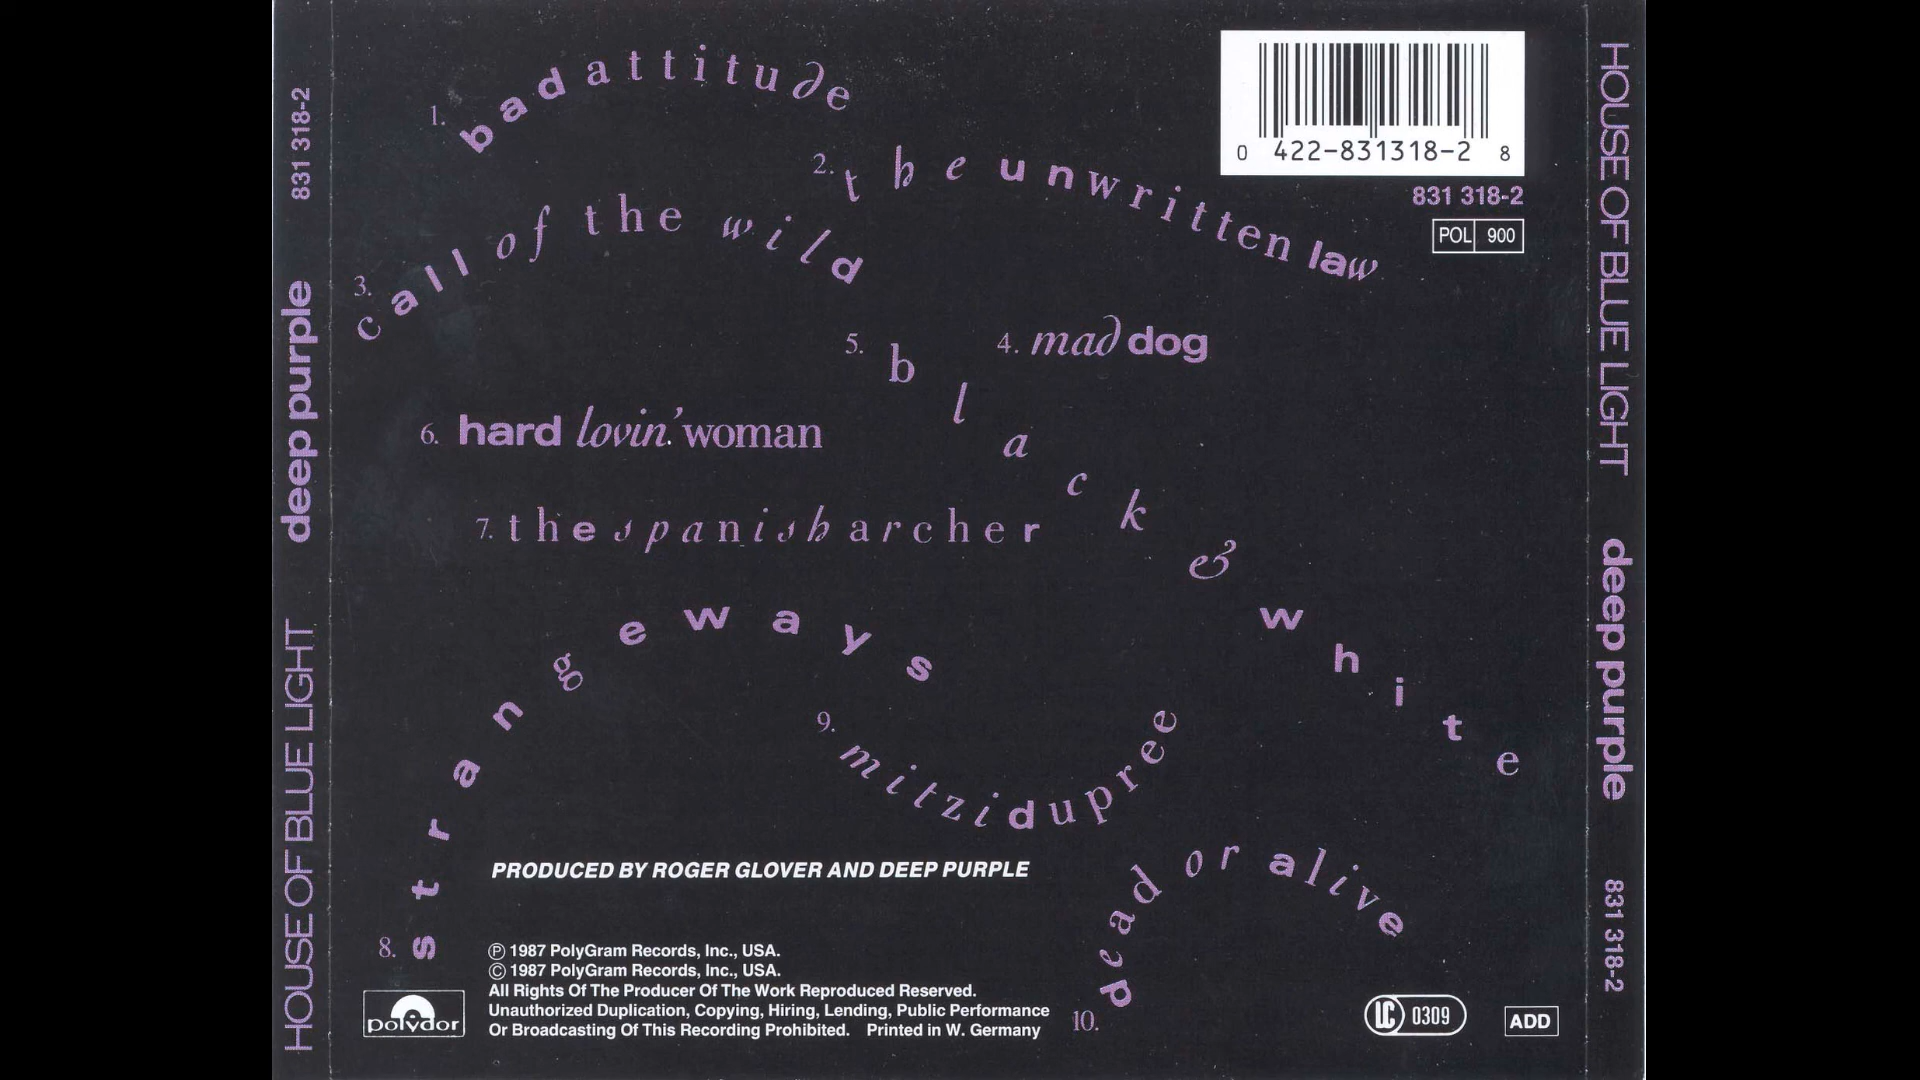 HOUSE OF BLUE LIGHT deep purple 831 318-2
1. bad attitude
2. the unwritten law
3. call of the wild
4. mad dog
5. black & white
6. hard lovin' woman
7. the spanish archer
8. strangeways
9. mitzi dupree
10. dead or alive
PRODUCED BY ROGER GLOVER AND DEEP PURPLE
Ⓟ 1987 PolyGram Records, Inc., USA.
© 1987 PolyGram Records, Inc., USA.
All Rights Of The Producer Of The Work Reproduced Reserved.
Unauthorized Duplication, Copying, Hiring, Lending, Public Performance
Or Broadcasting Of This Recording Prohibited. Printed in W. Germany
polydor
0 422-831318-2 8
831 318-2
POL 900
LC 0309
ADD
HOUSE OF BLUE LIGHT deep purple 831 318-2